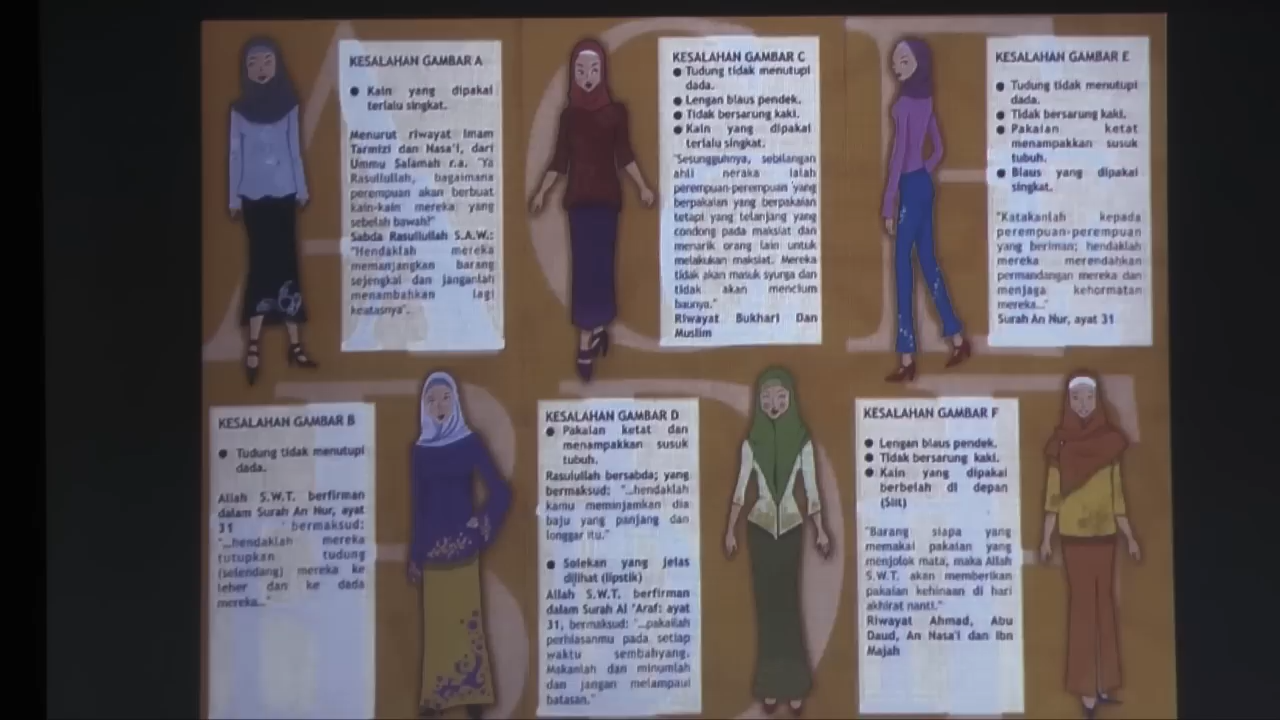 KESALAHAN GAMBAR A
● Kain yang dipakai
terlalu singkat.
Menurut riwayat Imam
Tarmizi dan Nasa'i, dari
Ummu Salamah r.a. "Ya
Rasulullah, bagaimana
perempuan akan berbuat
kain-kain mereka yang
sebelah bawah?"
Sabda Rasulullah S.A.W.:
"Hendaklah mereka
memanjangkan barang
sejengkal dan janganlah
menambahkan lagi
keatasnya".
KESALAHAN GAMBAR C
● Tudung tidak menutupi
dada.
● Lengan blaus pendek.
● Tidak bersarung kaki.
● Kain yang dipakai
terlalu singkat.
"Sesungguhnya, sebilangan
ahli neraka ialah
perempuan-perempuan yang
berpakaian yang berpakaian
tetapi yang telanjang yang
condong pada maksiat dan
menarik orang lain untuk
melakukan maksiat. Mereka
tidak akan masuk syurga dan
tidak akan mencium
baunya."
Riwayat Bukhari Dan
Muslim
KESALAHAN GAMBAR E
● Tudung tidak menutupi
dada.
● Tidak bersarung kaki.
● Pakaian ketat
menampakkan susuk
tubuh.
● Blaus yang dipakai
singkat.
"Katakanlah kepada
perempuan-perempuan
yang beriman; hendaklah
mereka merendahkan
permandangan mereka dan
menjaga kehormatan
mereka..."
Surah An Nur, ayat 31
KESALAHAN GAMBAR B
● Tudung tidak menutupi
dada.
Allah S.W.T. berfirman
dalam Surah An Nur, ayat
31 bermaksud:
"...hendaklah mereka
tutupkan tudung
(selendang) mereka ke
leher dan ke dada
mereka..."
KESALAHAN GAMBAR D
● Pakaian ketat dan
menampakkan susuk
tubuh.
Rasulullah bersabda; yang
bermaksud: "...hendaklah
kamu meminjamkan dia
baju yang panjang dan
longgar itu."
● Solekan yang jelas
dilihat (lipstik)
Allah S.W.T. berfirman
dalam Surah Al 'Araf: ayat
31, bermaksud: "...pakailah
perhiasanmu pada setiap
waktu sembahyang.
Makanlah dan minumlah
dan jangan melampaui
batasan."
KESALAHAN GAMBAR F
● Lengan blaus pendek.
● Tidak bersarung kaki.
● Kain yang dipakai
berbelah di depan
(Slit)
"Barang siapa yang
memakai pakaian yang
menjolok mata, maka Allah
S.W.T. akan memberikan
pakaian kehinaan di hari
akhirat nanti."
Riwayat Ahmad, Abu
Daud, An Nasa'i dan Ibn
Majah